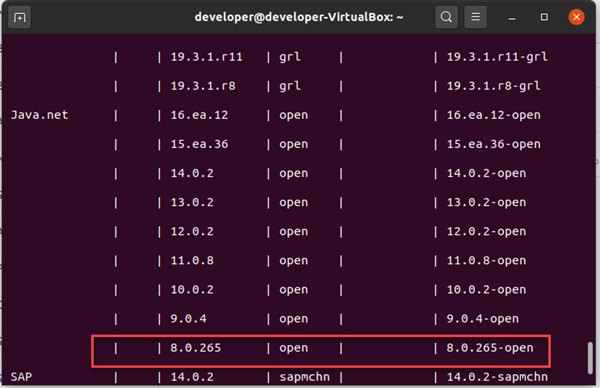 developer@developer-VirtualBox: ~
| | 19.3.1.r11 | grl | | 19.3.1.r11-grl
| | 19.3.1.r8 | grl | | 19.3.1.r8-grl
Java.net | | 16.ea.12 | open | | 16.ea.12-open
| | 15.ea.36 | open | | 15.ea.36-open
| | 14.0.2 | open | | 14.0.2-open
| | 13.0.2 | open | | 13.0.2-open
| | 12.0.2 | open | | 12.0.2-open
| | 11.0.8 | open | | 11.0.8-open
| | 10.0.2 | open | | 10.0.2-open
| | 9.0.4 | open | | 9.0.4-open
| | 8.0.265 | open | | 8.0.265-open
SAP | | 14.0.2 | sapmchn | | 14.0.2-sapmchn